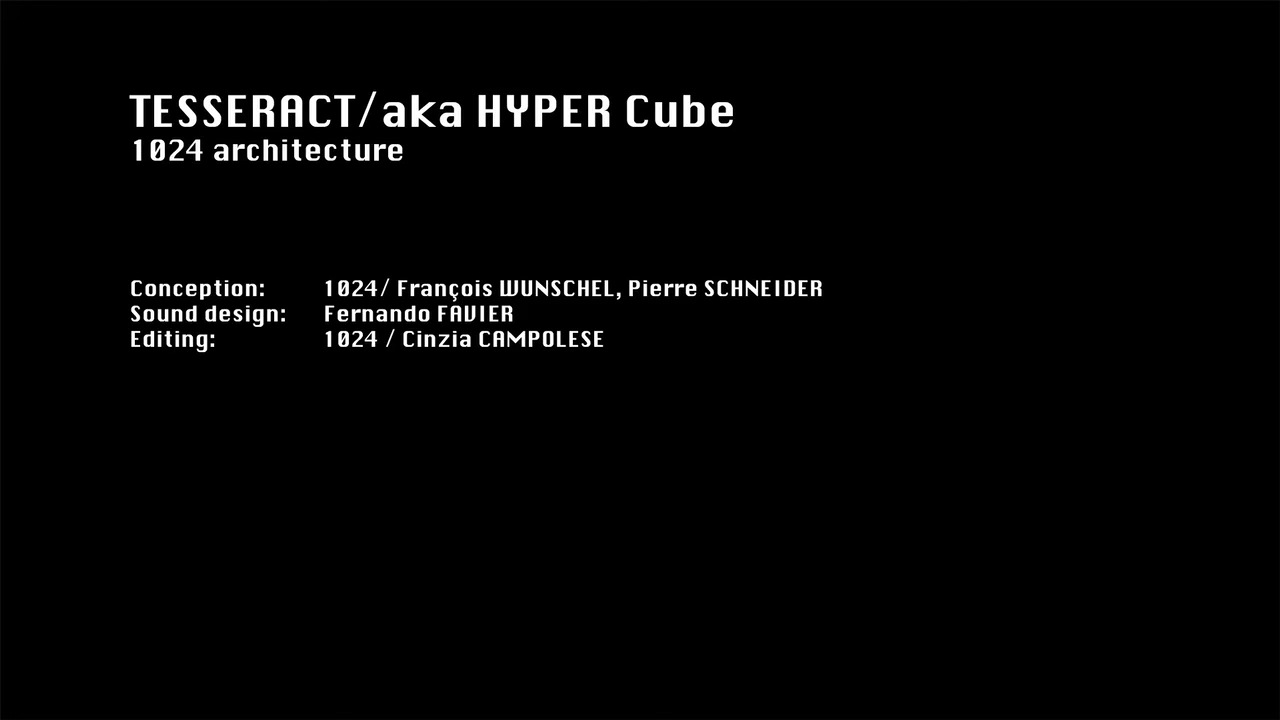 TESSERACT/aka HYPER Cube
1024 architecture
Conception: 1024/ François WUNSCHEL, Pierre SCHNEIDER
Sound design: Fernando FAVIER
Editing: 1024 / Cinzia CAMPOLESE